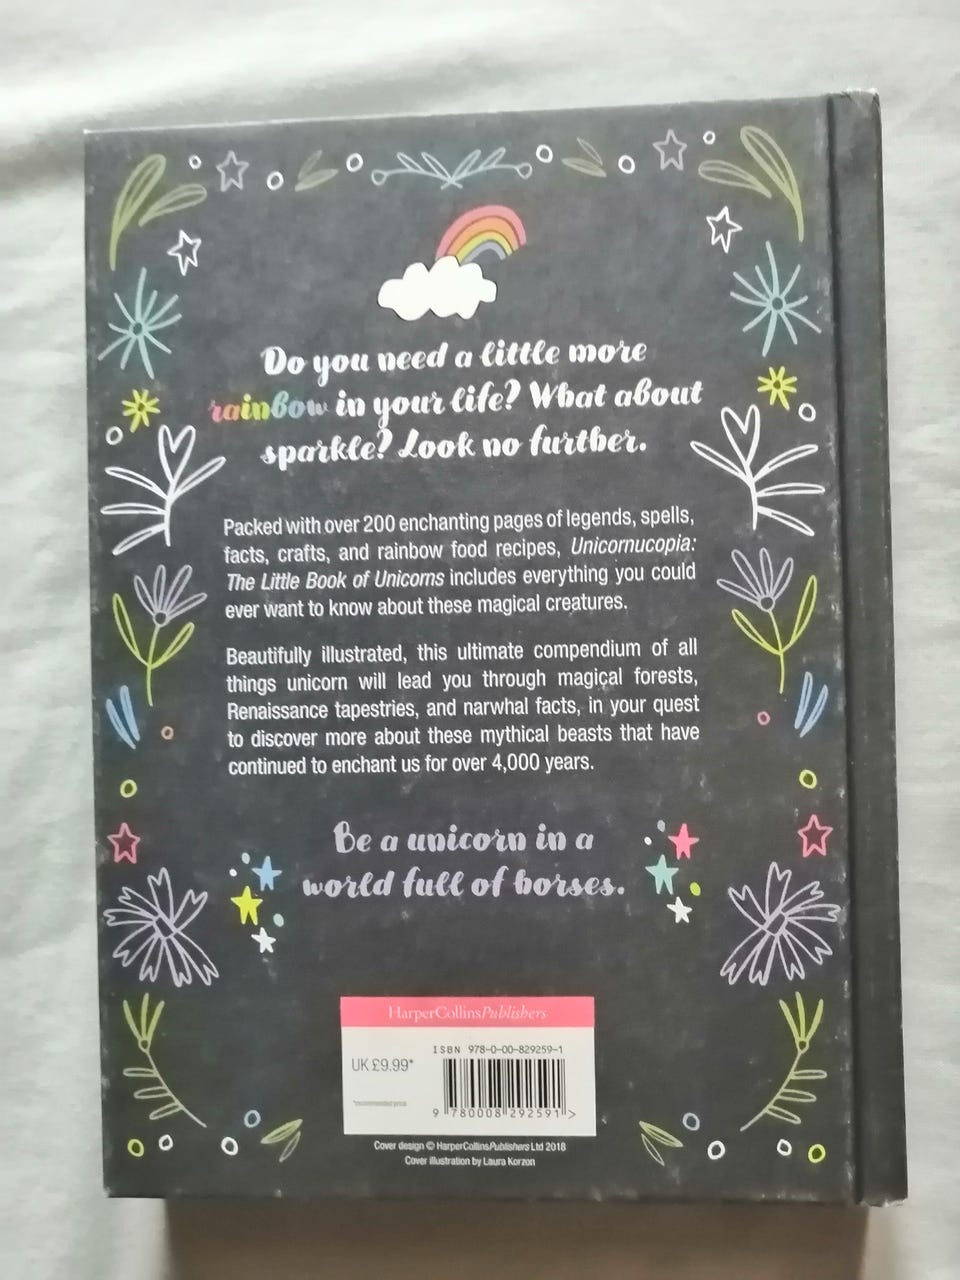 Do you need a little more
rainbow in your life? What about
sparkle? Look no further.
Packed with over 200 enchanting pages of legends, spells,
facts, crafts, and rainbow food recipes, Unicornucopia:
The Little Book of Unicorns includes everything you could
ever want to know about these magical creatures.
Beautifully illustrated, this ultimate compendium of all
things unicorn will lead you through magical forests,
Renaissance tapestries, and narwhal facts, in your quest
to discover more about these mythical beasts that have
continued to enchant us for over 4,000 years.
Be a unicorn in a
world full of horses.
HarperCollinsPublishers
ISBN 978-0-00-829259-1
UK £9.99*
*recommended price
9 780008 292591 >
Cover design © HarperCollinsPublishers Ltd 2018
Cover illustration by Laura Korzon